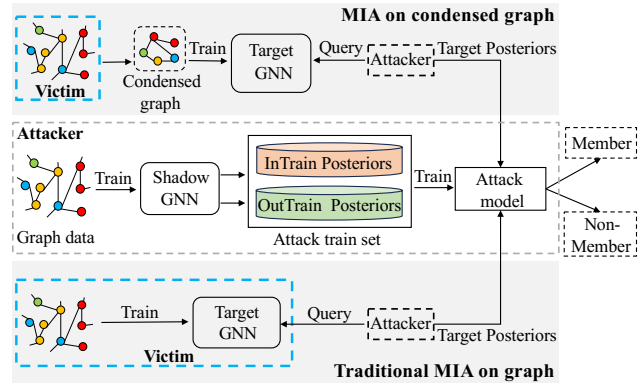 MIA on condensed graph
Victim
Condensed
graph
Train
Target
GNN
Query
Attacker
Target Posteriors
Attacker
Graph data
Train
Shadow
GNN
InTrain Posteriors
OutTrain Posteriors
Attack train set
Train
Attack
model
Member
Non-
Member
Train
Target
GNN
Victim
Query
Attacker
Target Posteriors
Traditional MIA on graph